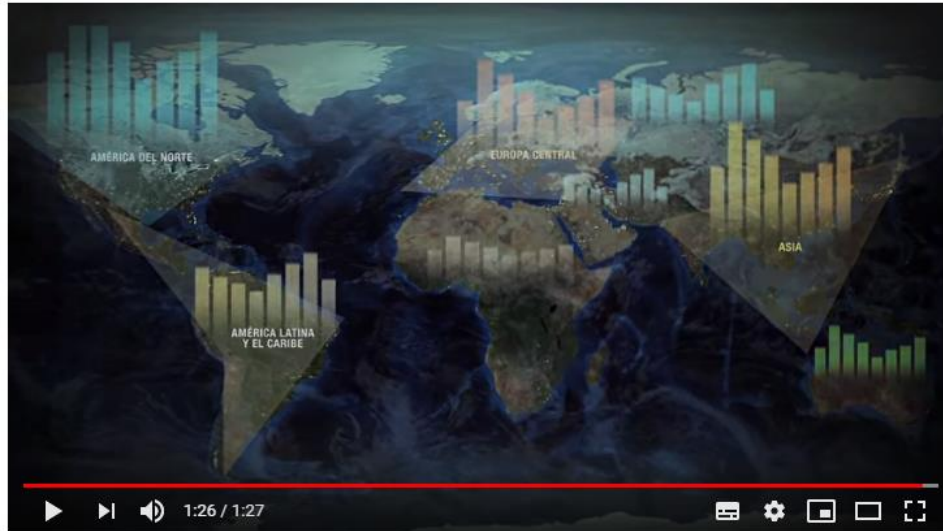 AMÉRICA DEL NORTE
EUROPA CENTRAL
ASIA
AMÉRICA LATINA
Y EL CARIBE
1:26 / 1:27